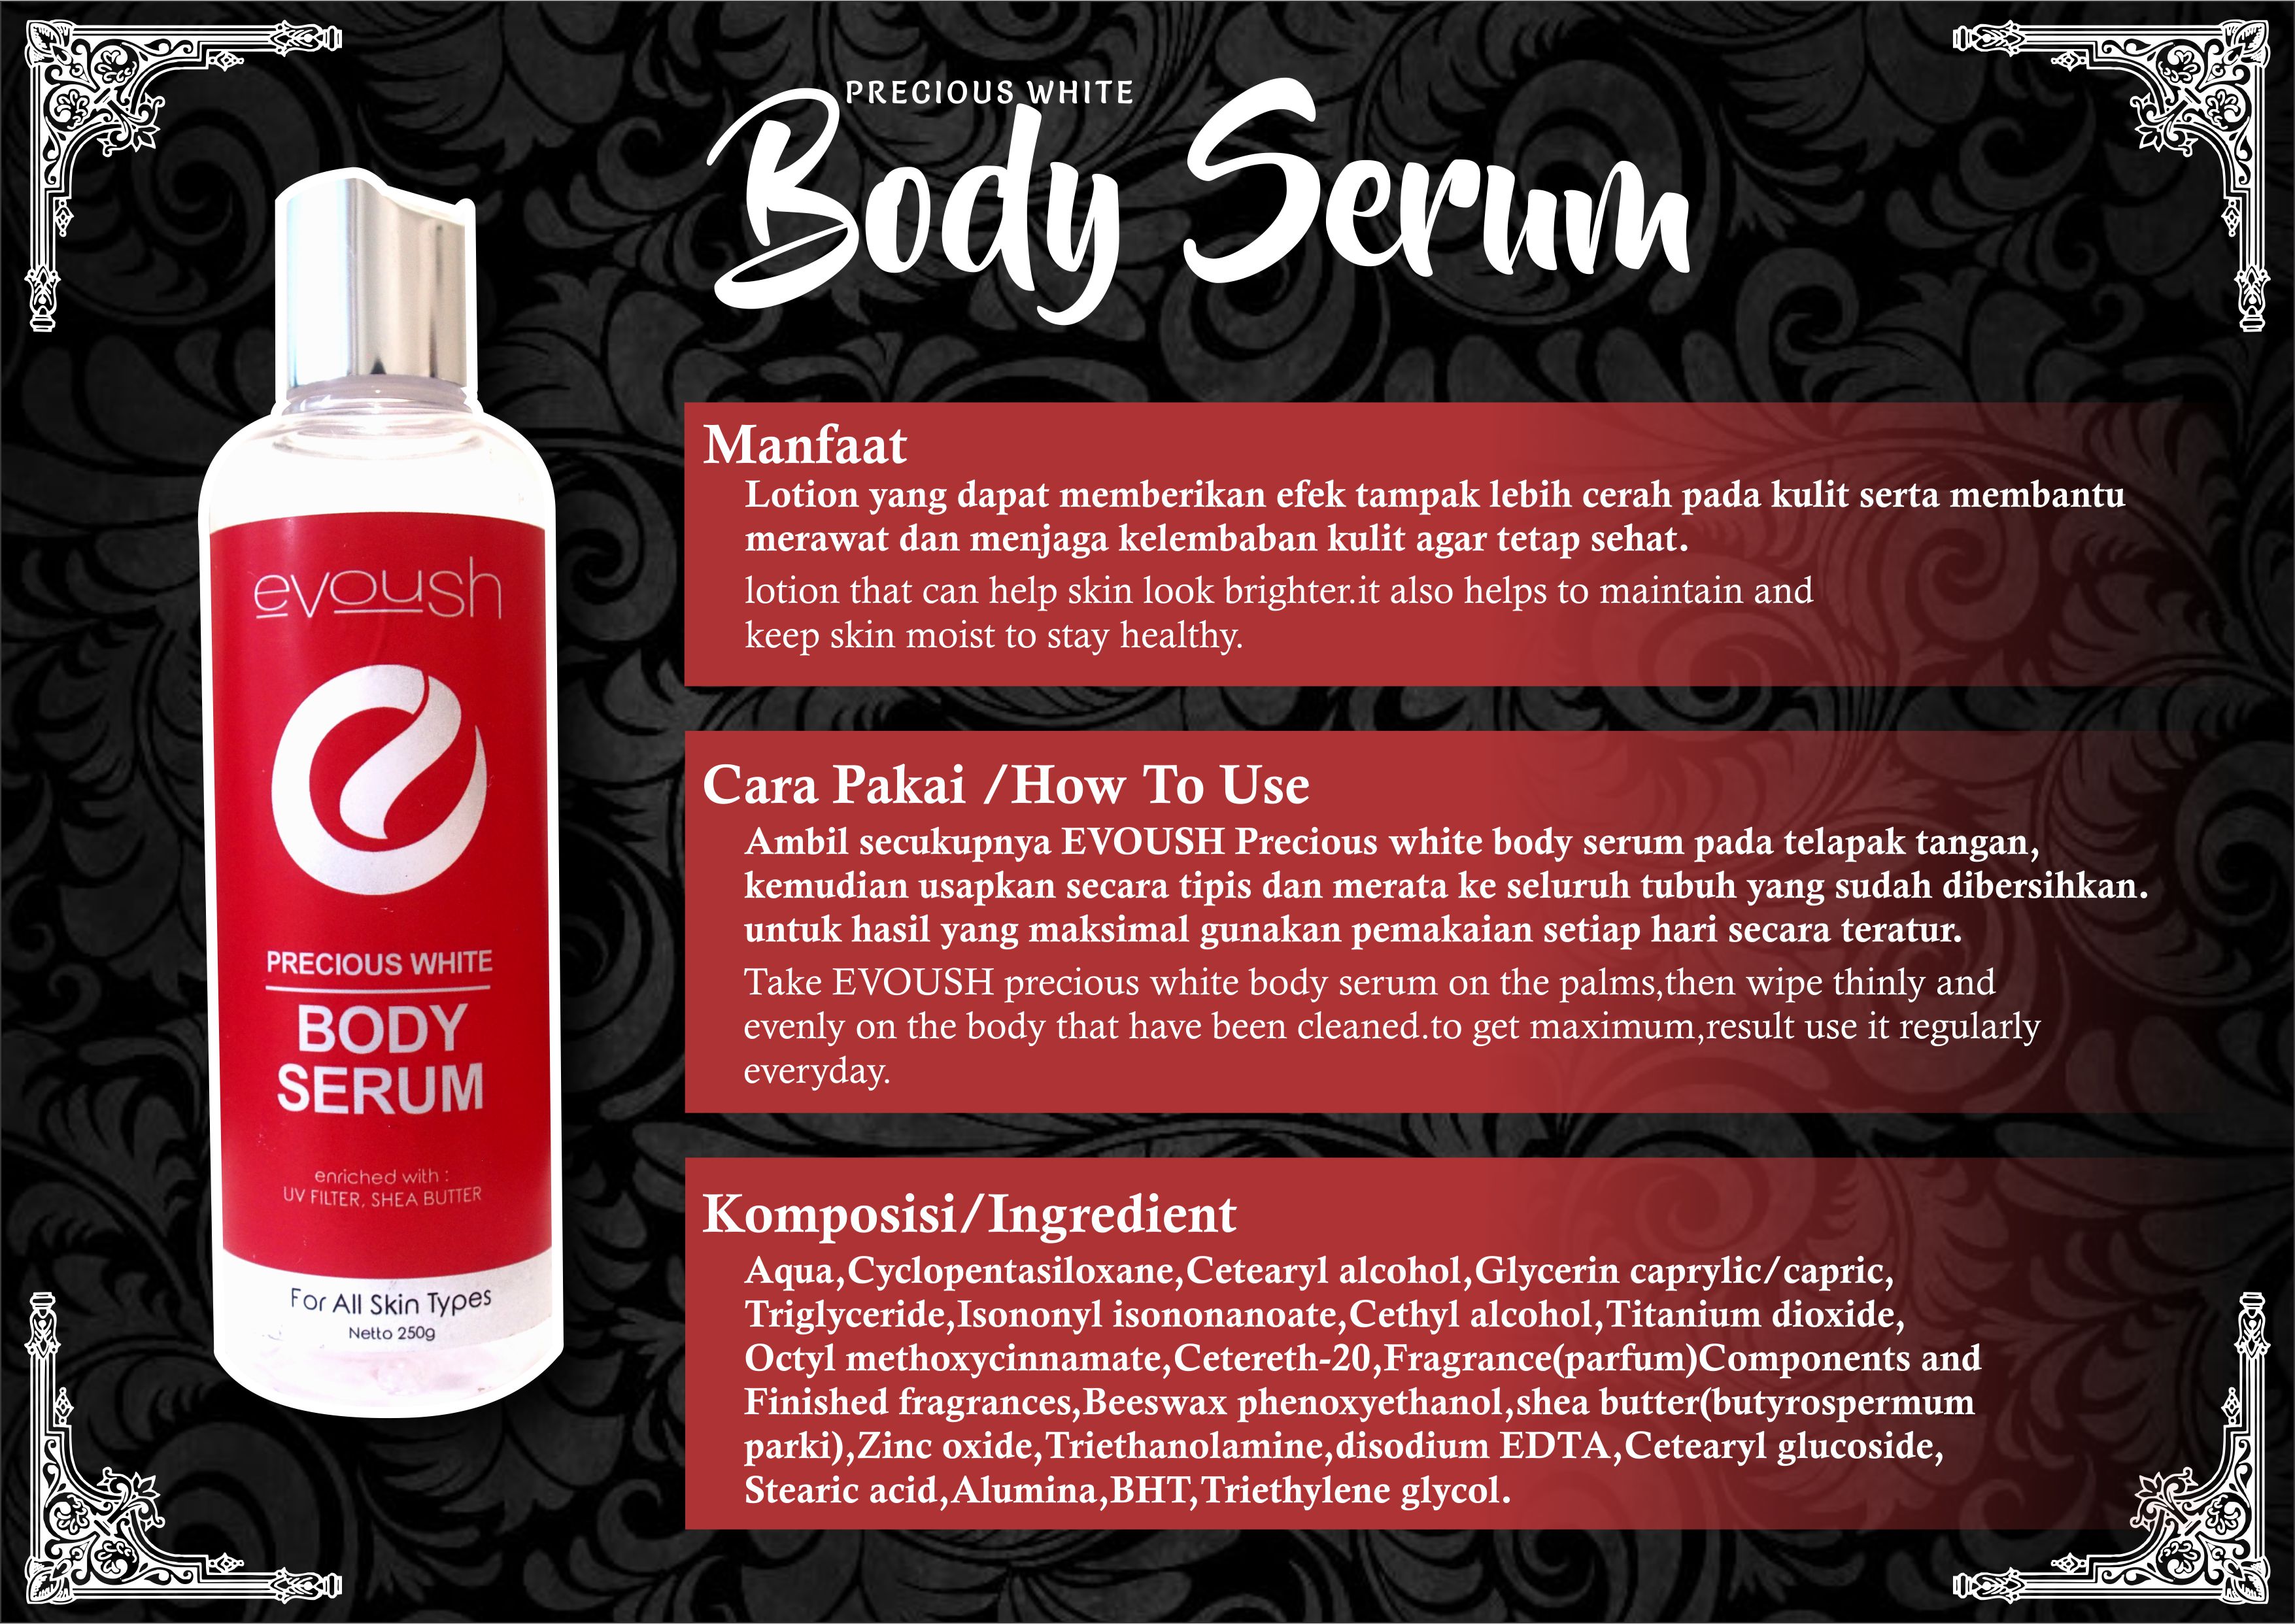 PRECIOUS WHITE
Body Serum
evoush
PRECIOUS WHITE
BODY
SERUM
enriched with :
UV FILTER, SHEA BUTTER
For All Skin Types
Netto 250g
Manfaat
Lotion yang dapat memberikan efek tampak lebih cerah pada kulit serta membantu
merawat dan menjaga kelembaban kulit agar tetap sehat.
lotion that can help skin look brighter.it also helps to maintain and
keep skin moist to stay healthy.
Cara Pakai /How To Use
Ambil secukupnya EVOUSH Precious white body serum pada telapak tangan,
kemudian usapkan secara tipis dan merata ke seluruh tubuh yang sudah dibersihkan.
untuk hasil yang maksimal gunakan pemakaian setiap hari secara teratur.
Take EVOUSH precious white body serum on the palms,then wipe thinly and
evenly on the body that have been cleaned.to get maximum,result use it regularly
everyday.
Komposisi/Ingredient
Aqua,Cyclopentasiloxane,Cetearyl alcohol,Glycerin caprylic/capric,
Triglyceride,Isononyl isononanoate,Cethyl alcohol,Titanium dioxide,
Octyl methoxycinnamate,Cetereth-20,Fragrance(parfum)Components and
Finished fragrances,Beeswax phenoxyethanol,shea butter(butyrospermum
parki),Zinc oxide,Triethanolamine,disodium EDTA,Cetearyl glucoside,
Stearic acid,Alumina,BHT,Triethylene glycol.